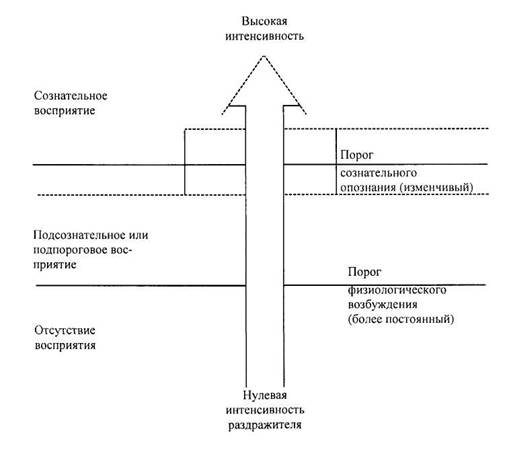 Высокая
интенсивность
Сознательное
восприятие
Порог
сознательного
опознания (изменчивый)
Подсознательное или
подпороговое вос-
приятие
Порог
физиологического
возбуждения
(более постоянный)
Отсутствие
восприятия
Нулевая
интенсивность
раздражителя